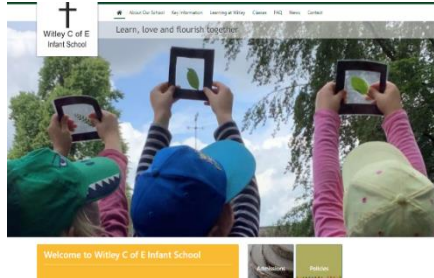 Witley C of E
Infant School
About Our School Key Information Learning at Witley Classes FAQ News Contact
Learn, love and flourish together
Welcome to Witley C of E Infant School
Admissions Policies